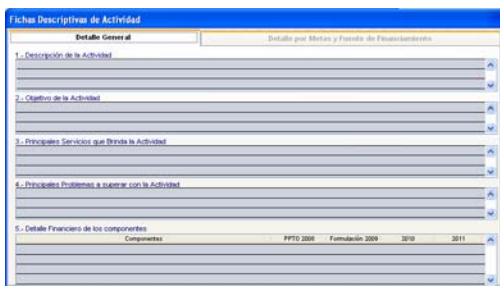 Fichas Descriptivas de Actividad
Detalle General Detalle por Metas y Fuente de Financiamiento
1.- Descripción de la Actividad
2.- Objetivo de la Actividad
3.- Principales Servicios que Brinda la Actividad
4.- Principales Problemas a superar con la Actividad
5.- Detalle Financiero de los componentes
Componentes PPTO 2008 Formulación 2009 2010 2011